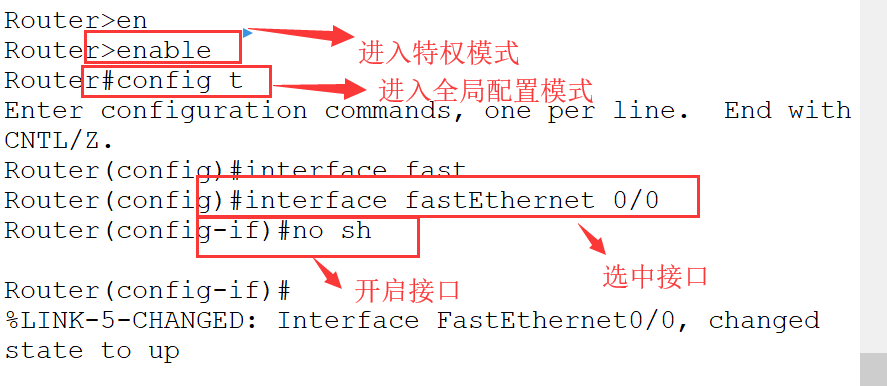 Router>en
Router>enable
进入特权模式
Router#config t
进入全局配置模式
Enter configuration commands, one per line.  End with
CNTL/Z.
Router(config)#interface fast
Router(config)#interface fastEthernet 0/0
Router(config-if)#no sh
选中接口
开启接口
Router(config-if)#
%LINK-5-CHANGED: Interface FastEthernet0/0, changed
state to up